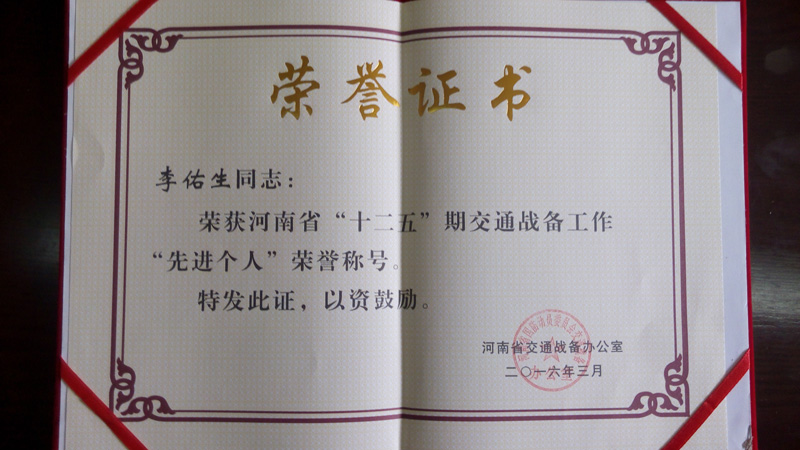 荣誉证书
李佑生同志：
荣获河南省“十二五”期交通战备工作
“先进个人”荣誉称号。
特发此证，以资鼓励。
河南省交通战备办公室
二〇一六年三月